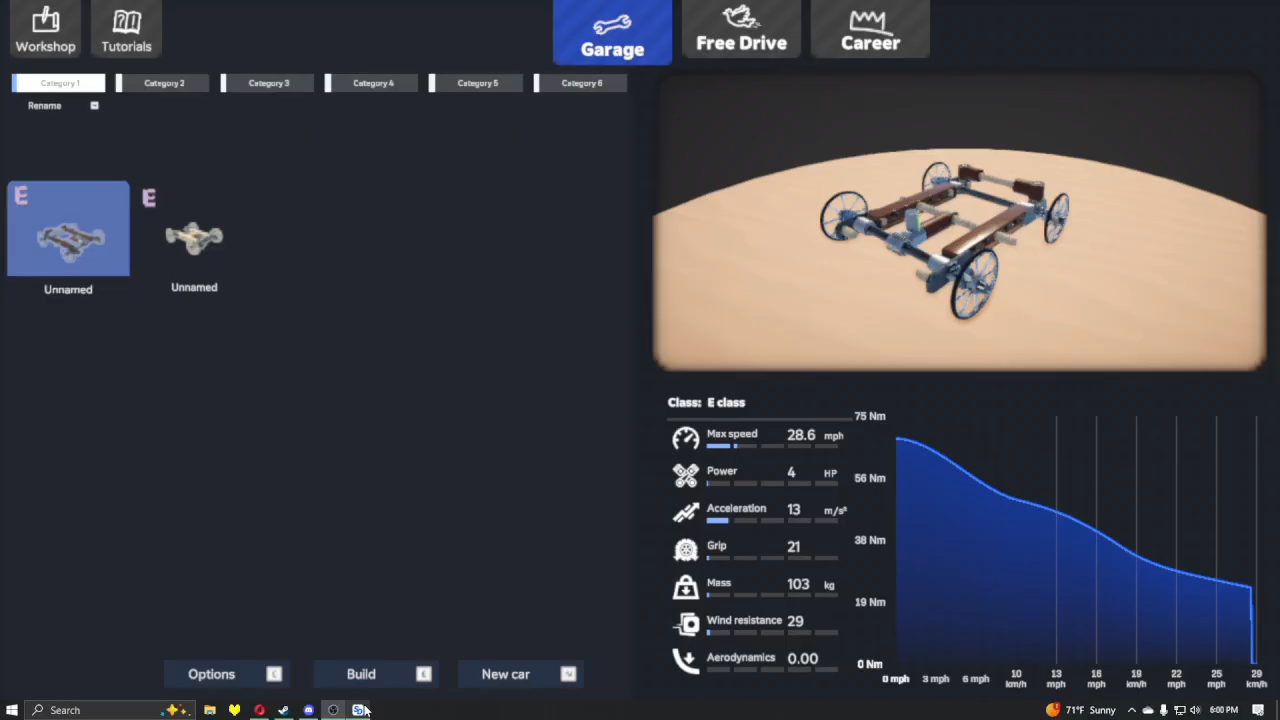 Workshop
Tutorials
Garage
Free Drive
Career
Category 1
Category 2
Category 3
Category 4
Category 5
Category 6
Rename
E
E
Unnamed
Unnamed
Class: E class
Max speed 28.6 mph
Power 4 HP
Acceleration 13 m/s²
Grip 21
Mass 103 kg
Wind resistance 29
Aerodynamics 0.00
75 Nm
56 Nm
38 Nm
19 Nm
0 Nm
0 mph 3 mph 6 mph 10 km/h 13 mph 16 mph 19 km/h 22 mph 25 mph 29 km/h
Options
Build E
New car
Search
71°F Sunny
6:00 PM